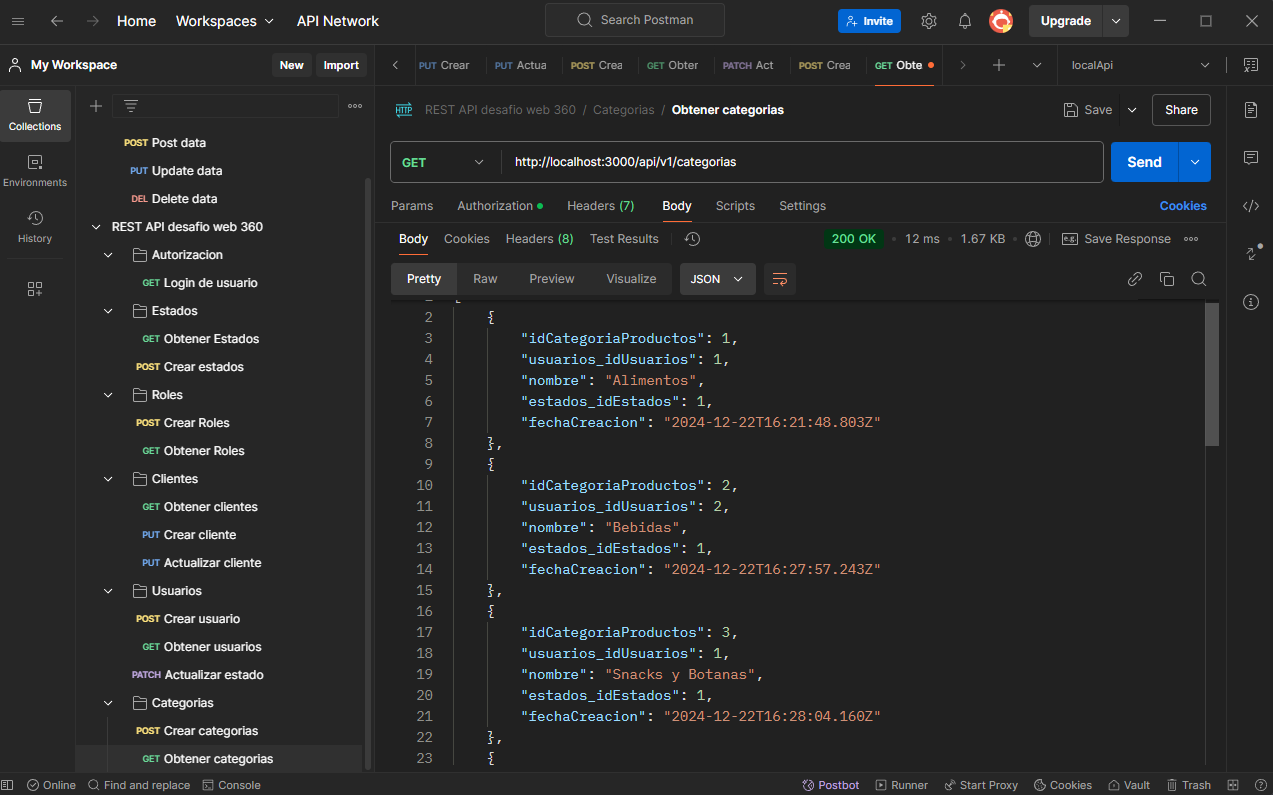 Home Workspaces API Network Search Postman Invite Upgrade
My Workspace New Import PUT Crear PUT Actua POST Crea GET Obter PATCH Act POST Crea GET Obte localApi
Collections
Environments
History
POST Post data
PUT Update data
DEL Delete data
REST API desafio web 360
Autorizacion
GET Login de usuario
Estados
GET Obtener Estados
POST Crear estados
Roles
POST Crear Roles
GET Obtener Roles
Clientes
GET Obtener clientes
PUT Crear cliente
PUT Actualizar cliente
Usuarios
POST Crear usuario
GET Obtener usuarios
PATCH Actualizar estado
Categorias
POST Crear categorias
GET Obtener categorias
HTTP REST API desafio web 360 / Categorias / Obtener categorias Save Share
GET http://localhost:3000/api/v1/categorias Send
Params Authorization Headers (7) Body Scripts Settings Cookies
Body Cookies Headers (8) Test Results 200 OK 12 ms 1.67 KB e.g. Save Response
Pretty Raw Preview Visualize JSON
2 {
3 "idCategoriaProductos": 1,
4 "usuarios_idUsuarios": 1,
5 "nombre": "Alimentos",
6 "estados_idEstados": 1,
7 "fechaCreacion": "2024-12-22T16:21:48.803Z"
8 },
9 {
10 "idCategoriaProductos": 2,
11 "usuarios_idUsuarios": 2,
12 "nombre": "Bebidas",
13 "estados_idEstados": 1,
14 "fechaCreacion": "2024-12-22T16:27:57.243Z"
15 },
16 {
17 "idCategoriaProductos": 3,
18 "usuarios_idUsuarios": 1,
19 "nombre": "Snacks y Botanas",
20 "estados_idEstados": 1,
21 "fechaCreacion": "2024-12-22T16:28:04.160Z"
22 },
23 {
Online Find and replace Console Postbot Runner Start Proxy Cookies Vault Trash